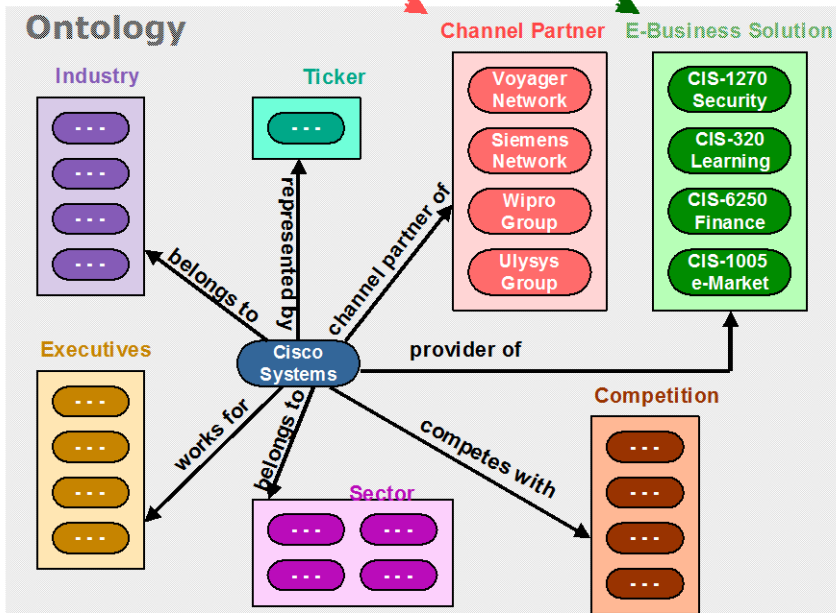 Ontology
Channel Partner
E-Business Solution
Industry
Ticker
- - -
- - -
- - -
- - -
- - -
Voyager
Network
Siemens
Network
Wipro
Group
Ulysys
Group
CIS-1270
Security
CIS-320
Learning
CIS-6250
Finance
CIS-1005
e-Market
belongs to
represented by
channel partner of
Executives
Cisco
Systems
provider of
- - -
- - -
- - -
- - -
works for
belongs to
competes with
Competition
Sector
- - -
- - -
- - -
- - -
- - -
- - -
- - -
- - -